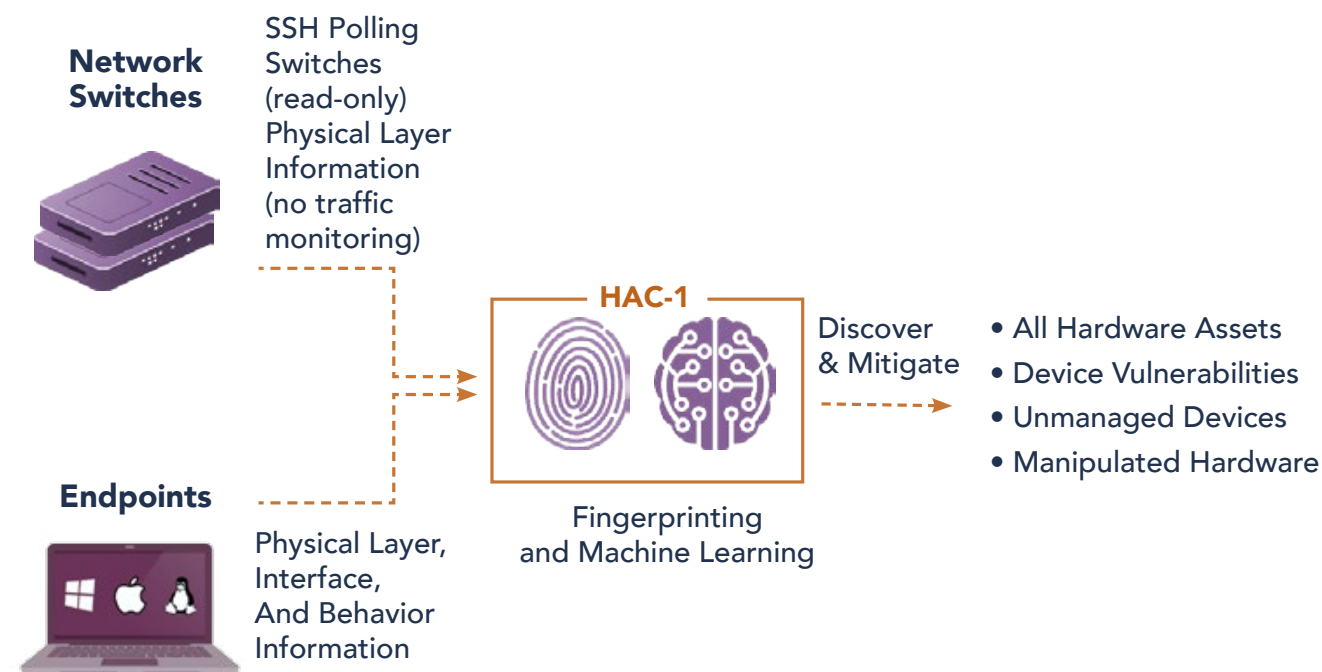 Network
Switches
SSH Polling
Switches
(read-only)
Physical Layer
Information
(no traffic
monitoring)
HAC-1
Fingerprinting
and Machine Learning
Discover
& Mitigate
• All Hardware Assets
• Device Vulnerabilities
• Unmanaged Devices
• Manipulated Hardware
Endpoints
Physical Layer,
Interface,
And Behavior
Information